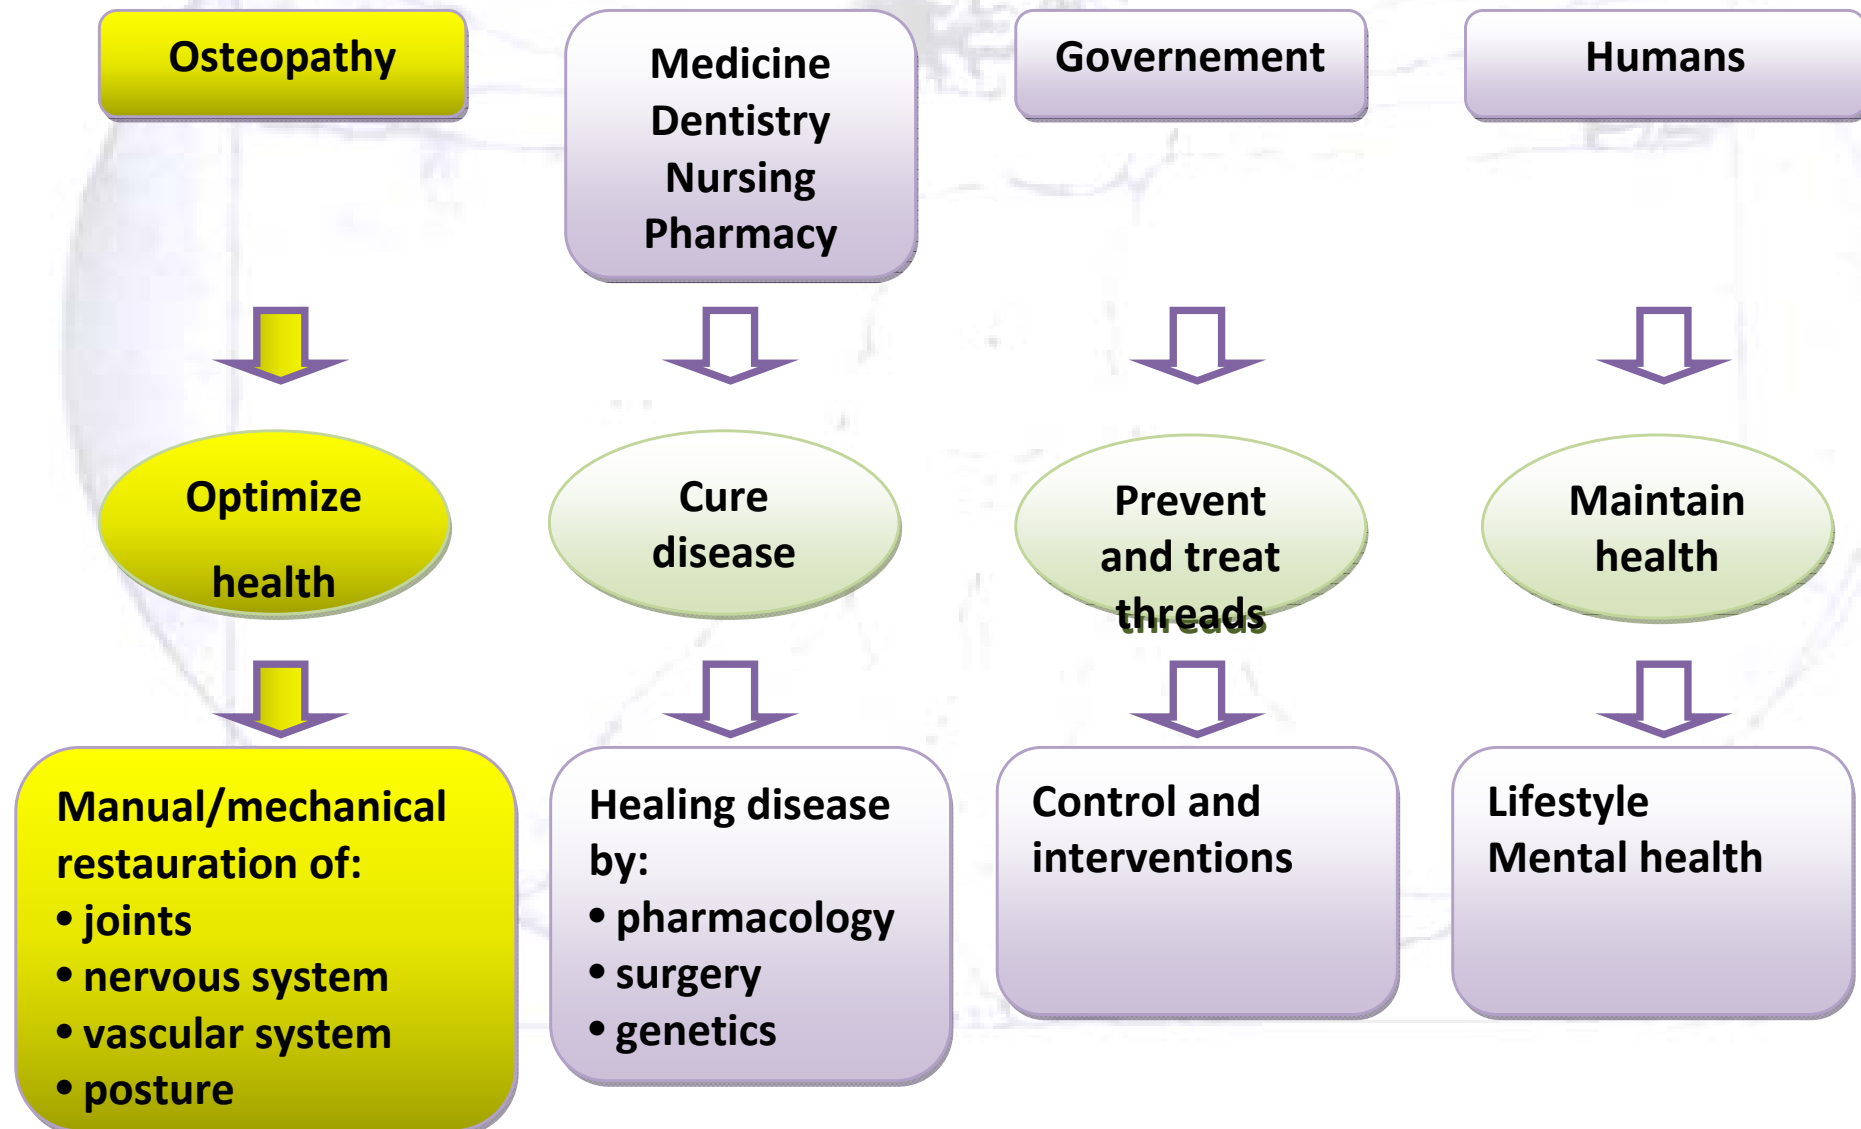 Osteopathy
Medicine
Dentistry
Nursing
Pharmacy
Governement
Humans
Optimize
health
Cure
disease
Prevent
and treat
threads
Maintain
health
Manual/mechanical
restauration of:
• joints
• nervous system
• vascular system
• posture
Healing disease
by:
• pharmacology
• surgery
• genetics
Control and
interventions
Lifestyle
Mental health